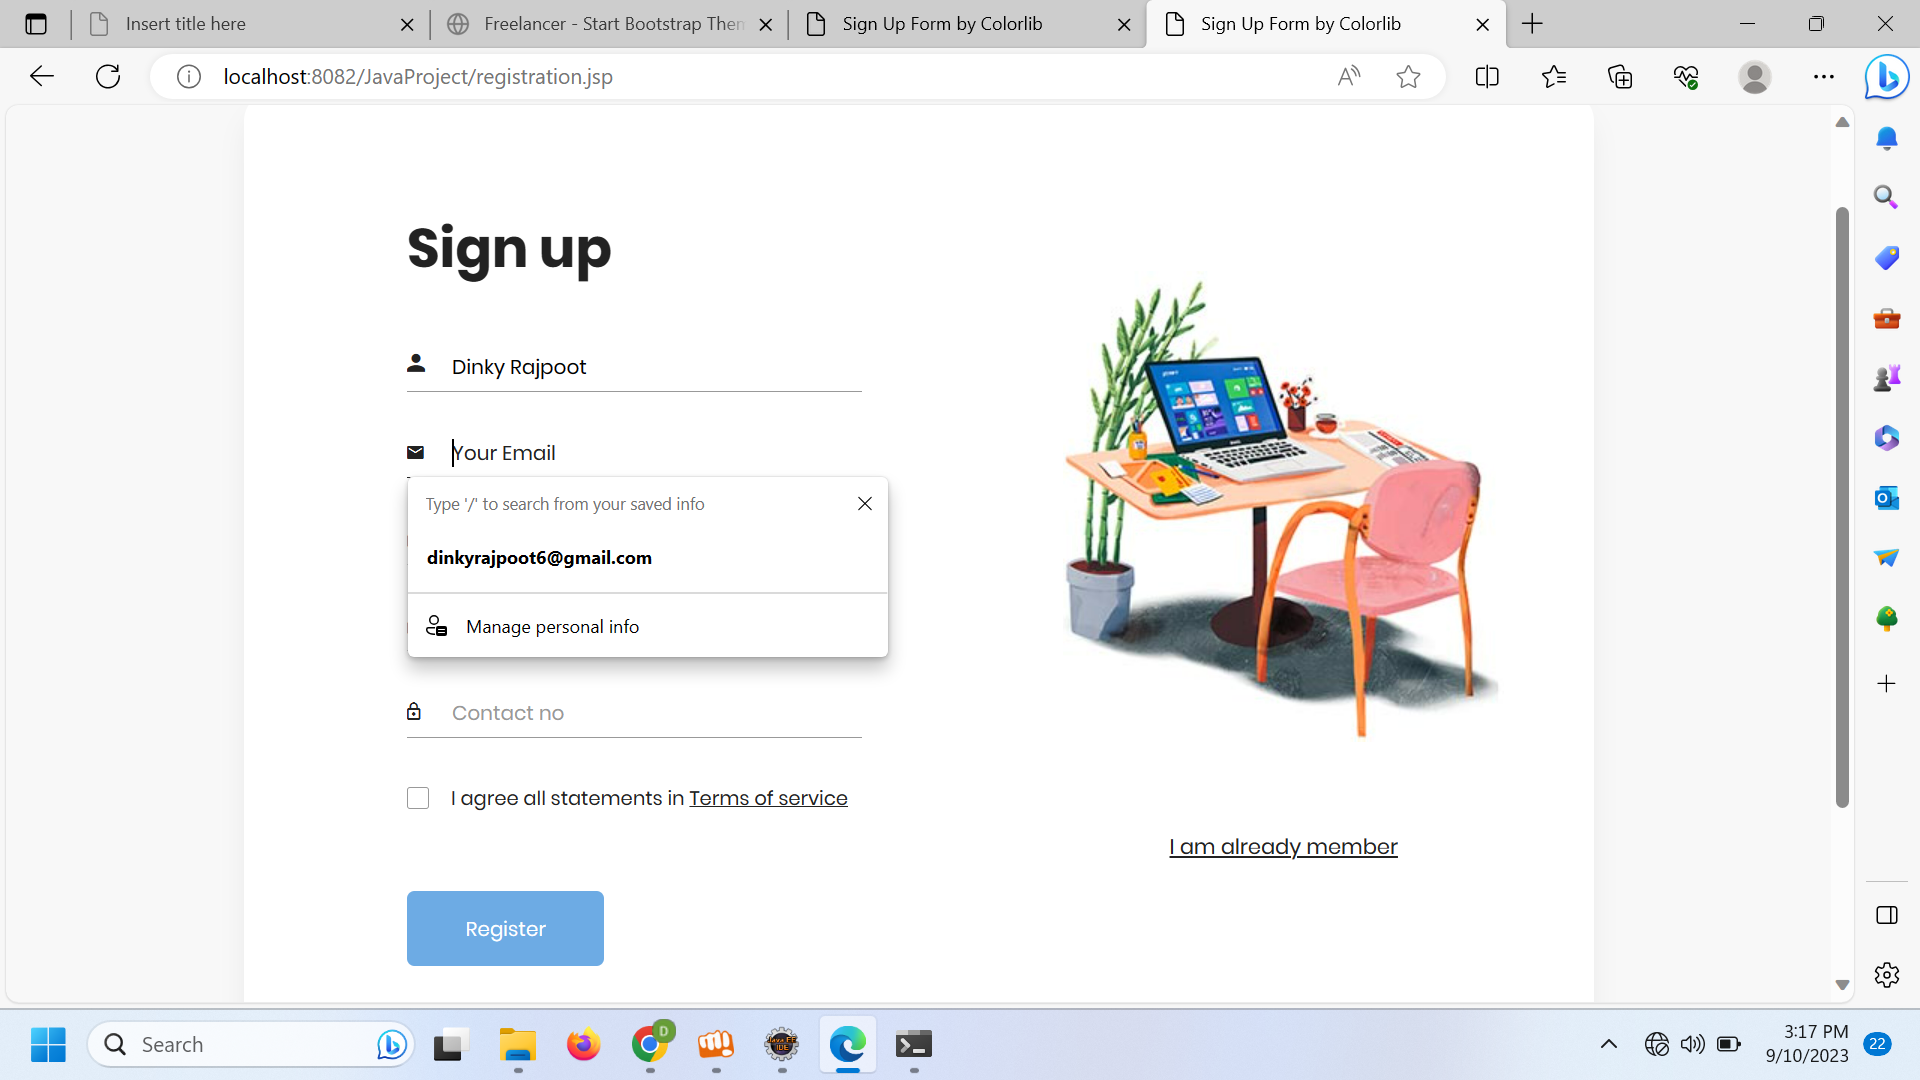 Insert title here
Freelancer - Start Bootstrap Them
Sign Up Form by Colorlib
Sign Up Form by Colorlib
localhost:8082/JavaProject/registration.jsp
Sign up
Dinky Rajpoot
Your Email
Type '/' to search from your saved info
dinkyrajpoot6@gmail.com
Manage personal info
Contact no
I agree all statements in Terms of service
I am already member
Register
Search
D
3:17 PM
9/10/2023
22